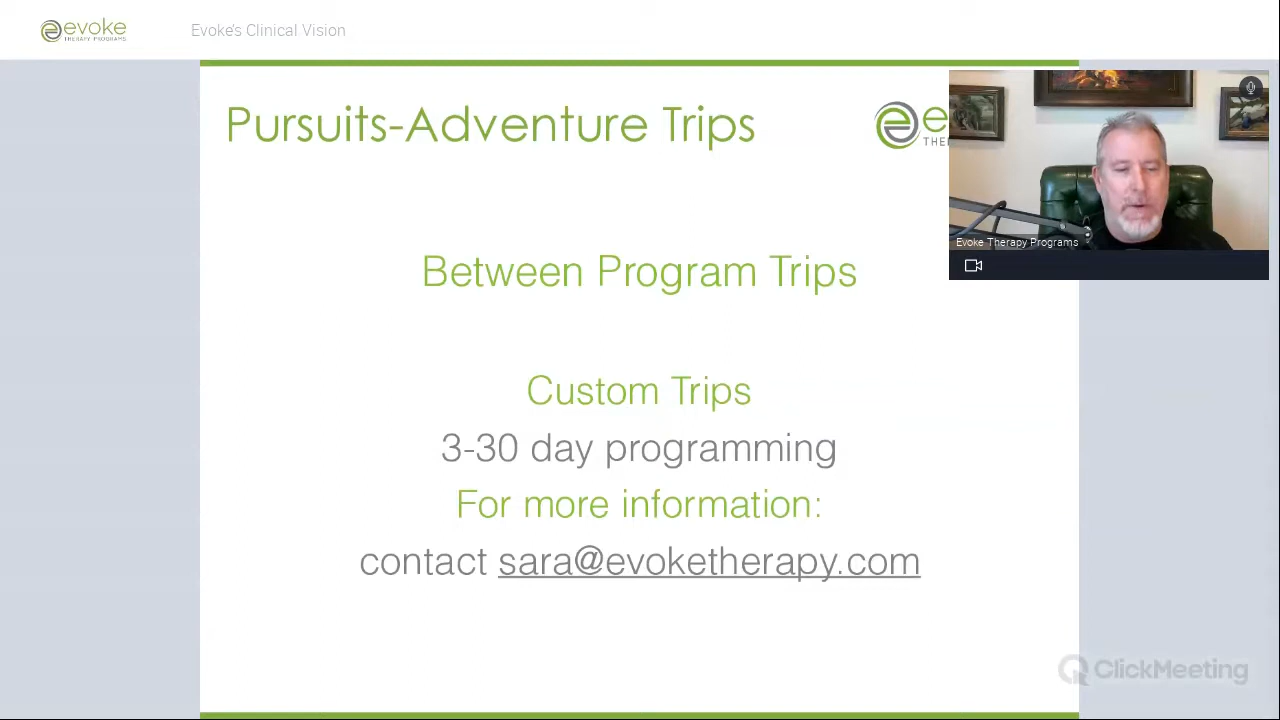 evoke
THERAPY PROGRAMS
Evoke's Clinical Vision
Pursuits-Adventure Trips
e
THE
Evoke Therapy Programs
Between Program Trips
Custom Trips
3-30 day programming
For more information:
contact sara@evoketherapy.com
ClickMeeting